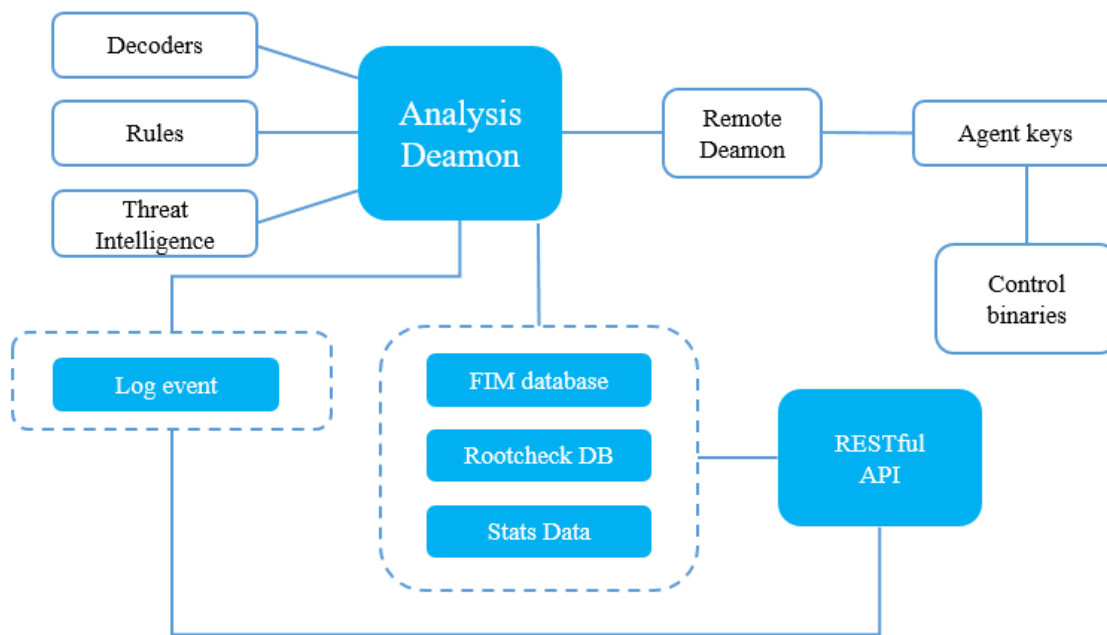 Decoders
Rules
Threat
Intelligence
Analysis
Deamon
Remote
Deamon
Agent keys
Control
binaries
Log event
FIM database
Rootcheck DB
Stats Data
RESTful
API